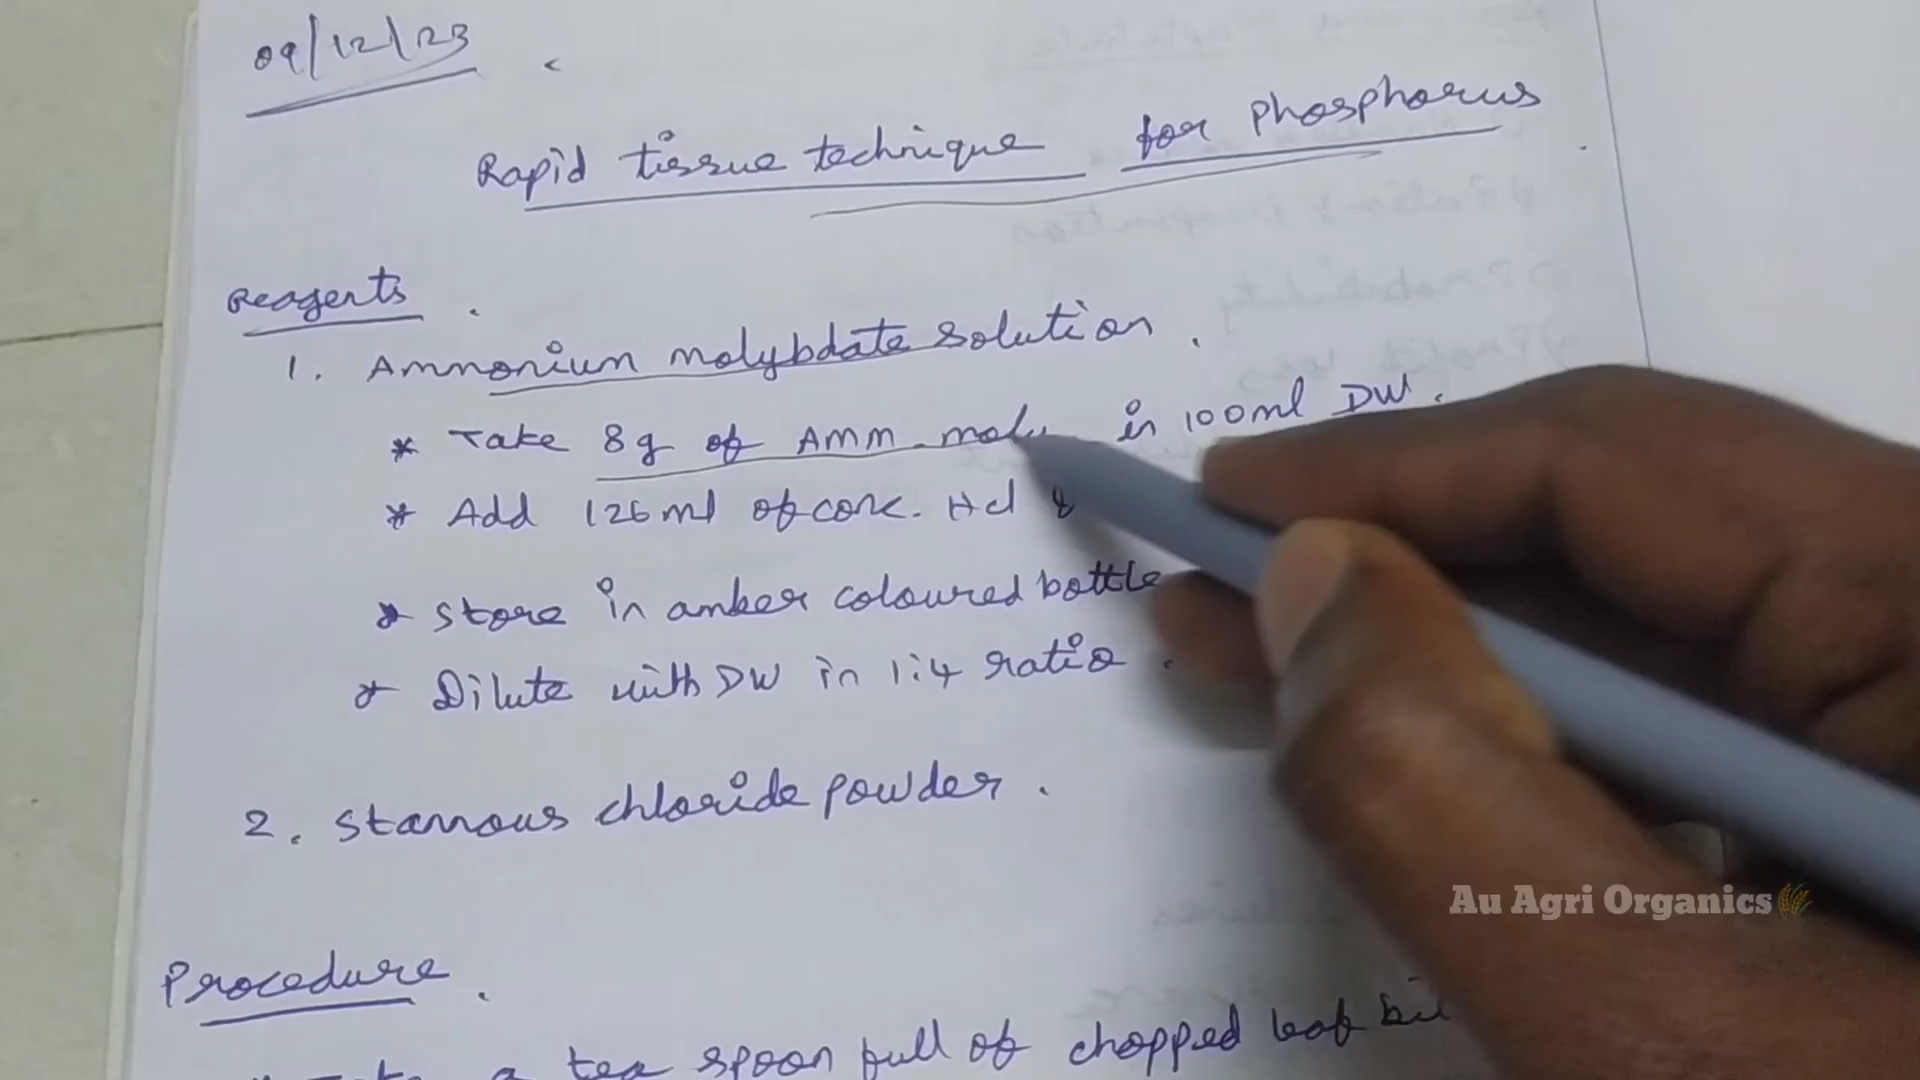 09/12/23
Rapid tissue technique for Phosphorus
Reagents
1. Ammonium molybdate solution.
* Take 8g of Amm. moly in 100ml DW.
* Add 126ml of conc. Hcl &
* Store in amber coloured bottle
* Dilute with DW in 1:4 ratio.
2. Stannous chloride powder.
Procedure.
a tea spoon full of chopped leaf bit
Au Agri Organics